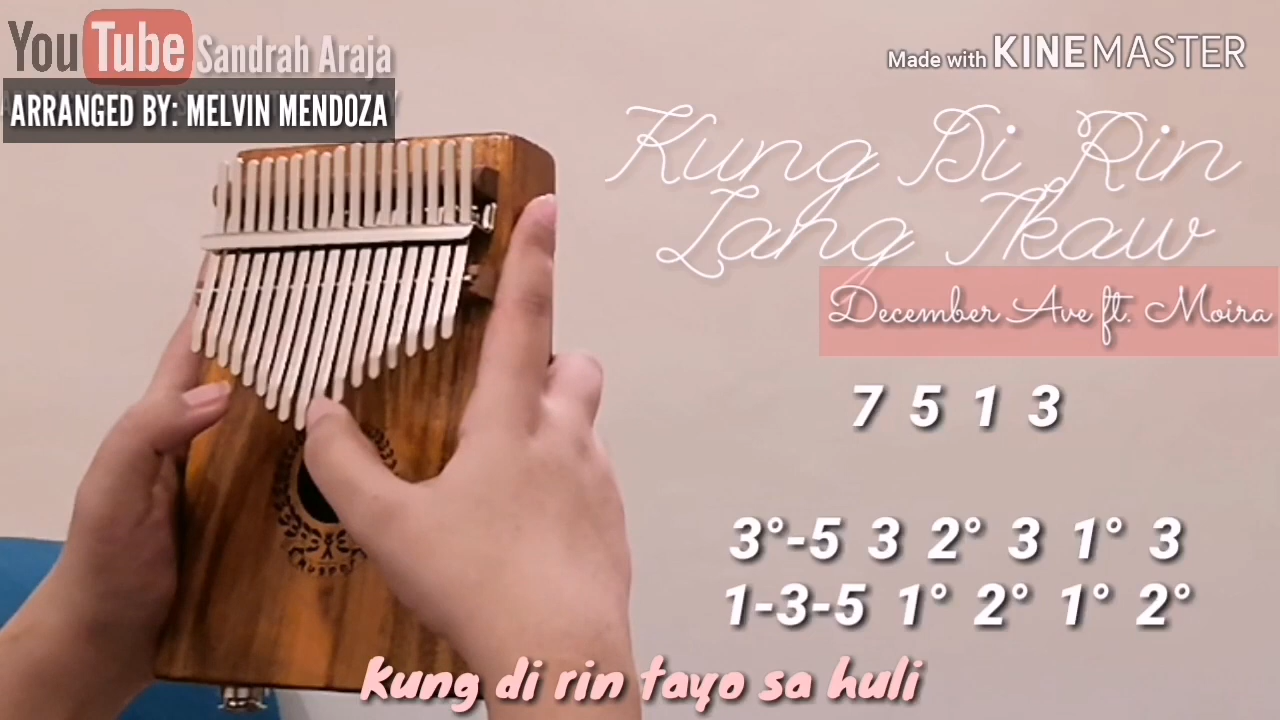 YouTube Sandrah Araja
ARRANGED BY: MELVIN MENDOZA
Made with KINEMASTER
Kung Di Rin
Lang Ikaw
December Ave ft. Moira
7 5 1 3
3°-5 3 2° 3 1° 3
1-3-5 1° 2° 1° 2°
Kung di rin tayo sa huli